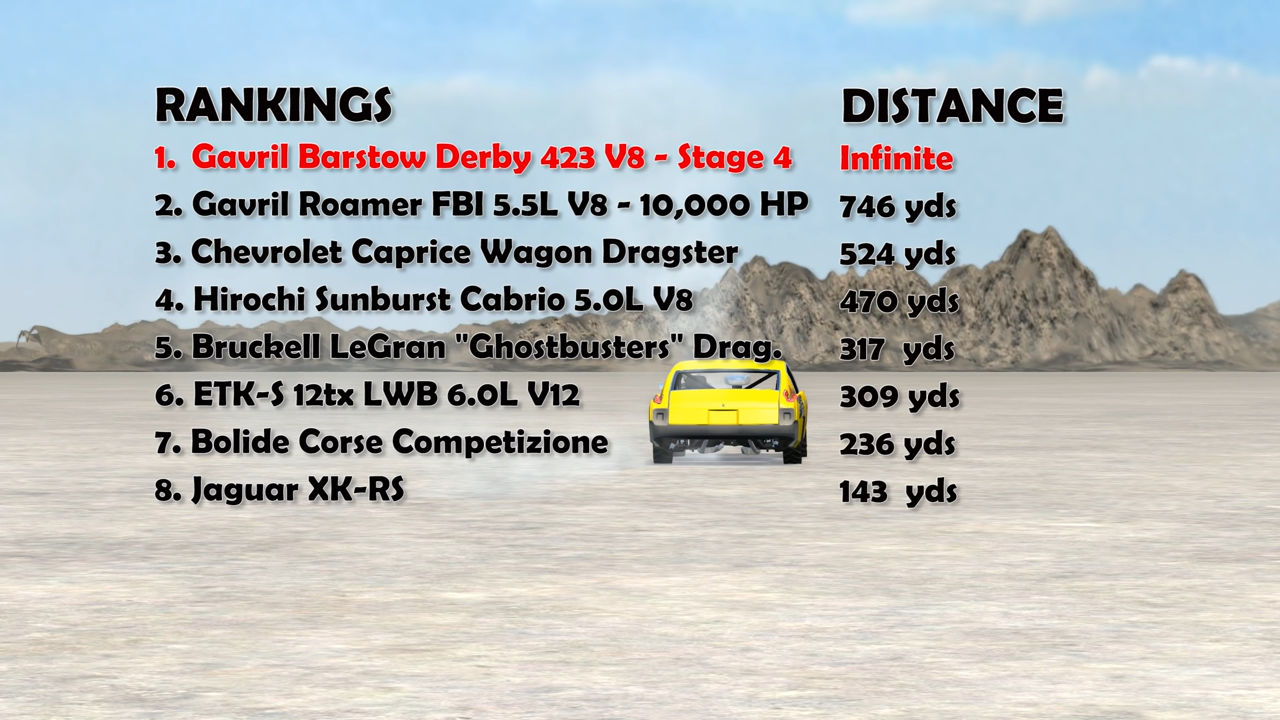 RANKINGS DISTANCE
1. Gavril Barstow Derby 423 V8 - Stage 4 Infinite
2. Gavril Roamer FBI 5.5L V8 - 10,000 HP 746 yds
3. Chevrolet Caprice Wagon Dragster 524 yds
4. Hirochi Sunburst Cabrio 5.0L V8 470 yds
5. Bruckell LeGran "Ghostbusters" Drag. 317 yds
6. ETK-S 12tx LWB 6.0L V12 309 yds
7. Bolide Corse Competizione 236 yds
8. Jaguar XK-RS 143 yds